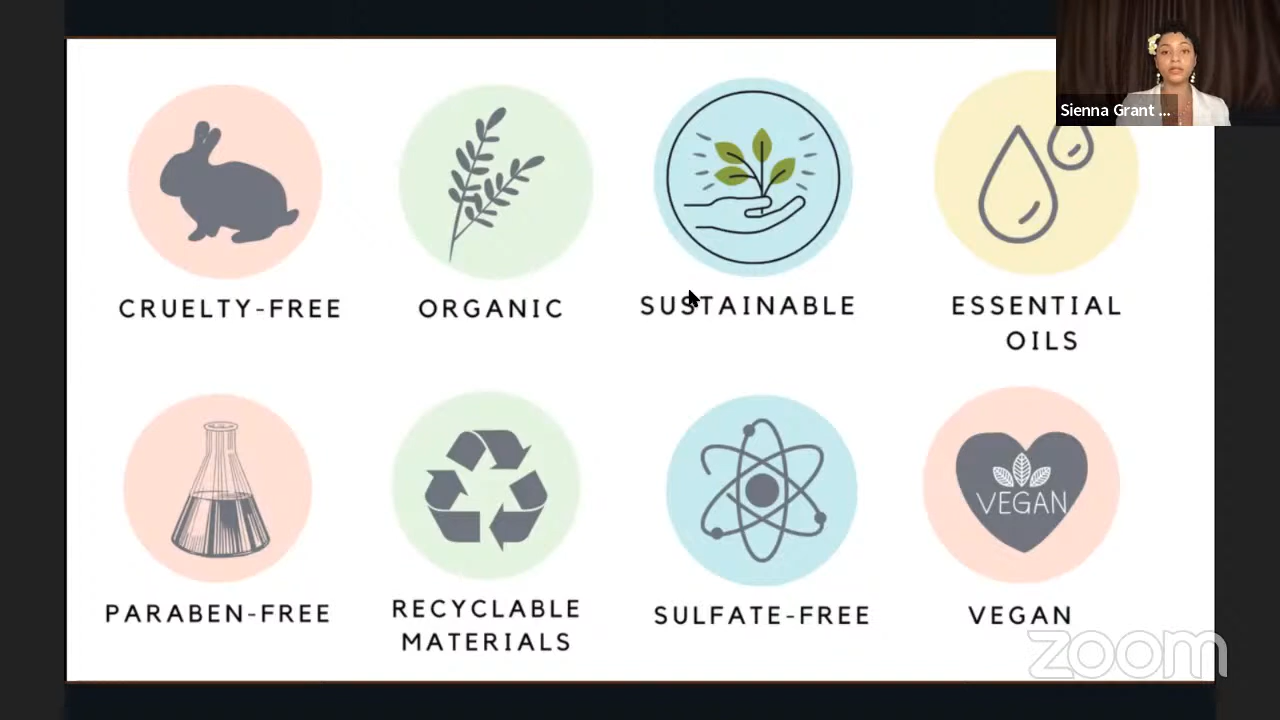 Sienna Grant ...
CRUELTY-FREE
ORGANIC
SUSTAINABLE
ESSENTIAL
OILS
VEGAN
PARABEN-FREE
RECYCLABLE
MATERIALS
SULFATE-FREE
VEGAN
zoom